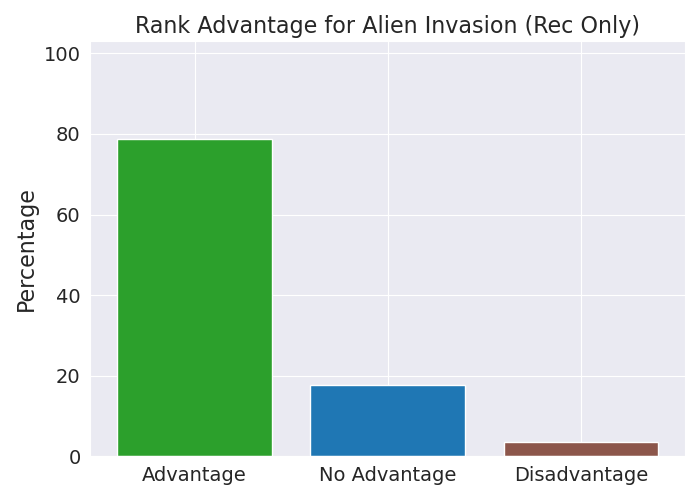 Rank Advantage for Alien Invasion (Rec Only)
100
80
60
40
20
0
Percentage
Advantage
No Advantage
Disadvantage